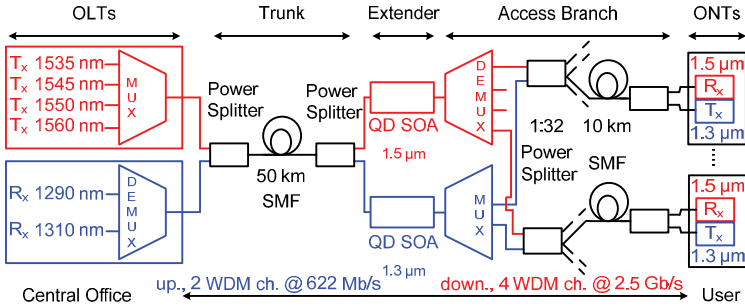 OLTs
Trunk
Extender
Access Branch
ONTs
Tx 1535 nm
Tx 1545 nm
Tx 1550 nm
Tx 1560 nm
MUX
Power
Splitter
Power
Splitter
QD SOA
1.5 µm
DEMUX
1:32
Power
Splitter
10 km
SMF
1.5 µm
Rx
Tx
1.3 µm
50 km
SMF
Rx 1290 nm
Rx 1310 nm
DEMUX
QD SOA
1.3 µm
MUX
1.5 µm
Rx
Tx
1.3 µm
Central Office
up., 2 WDM ch. @ 622 Mb/s
down., 4 WDM ch. @ 2.5 Gb/s
User